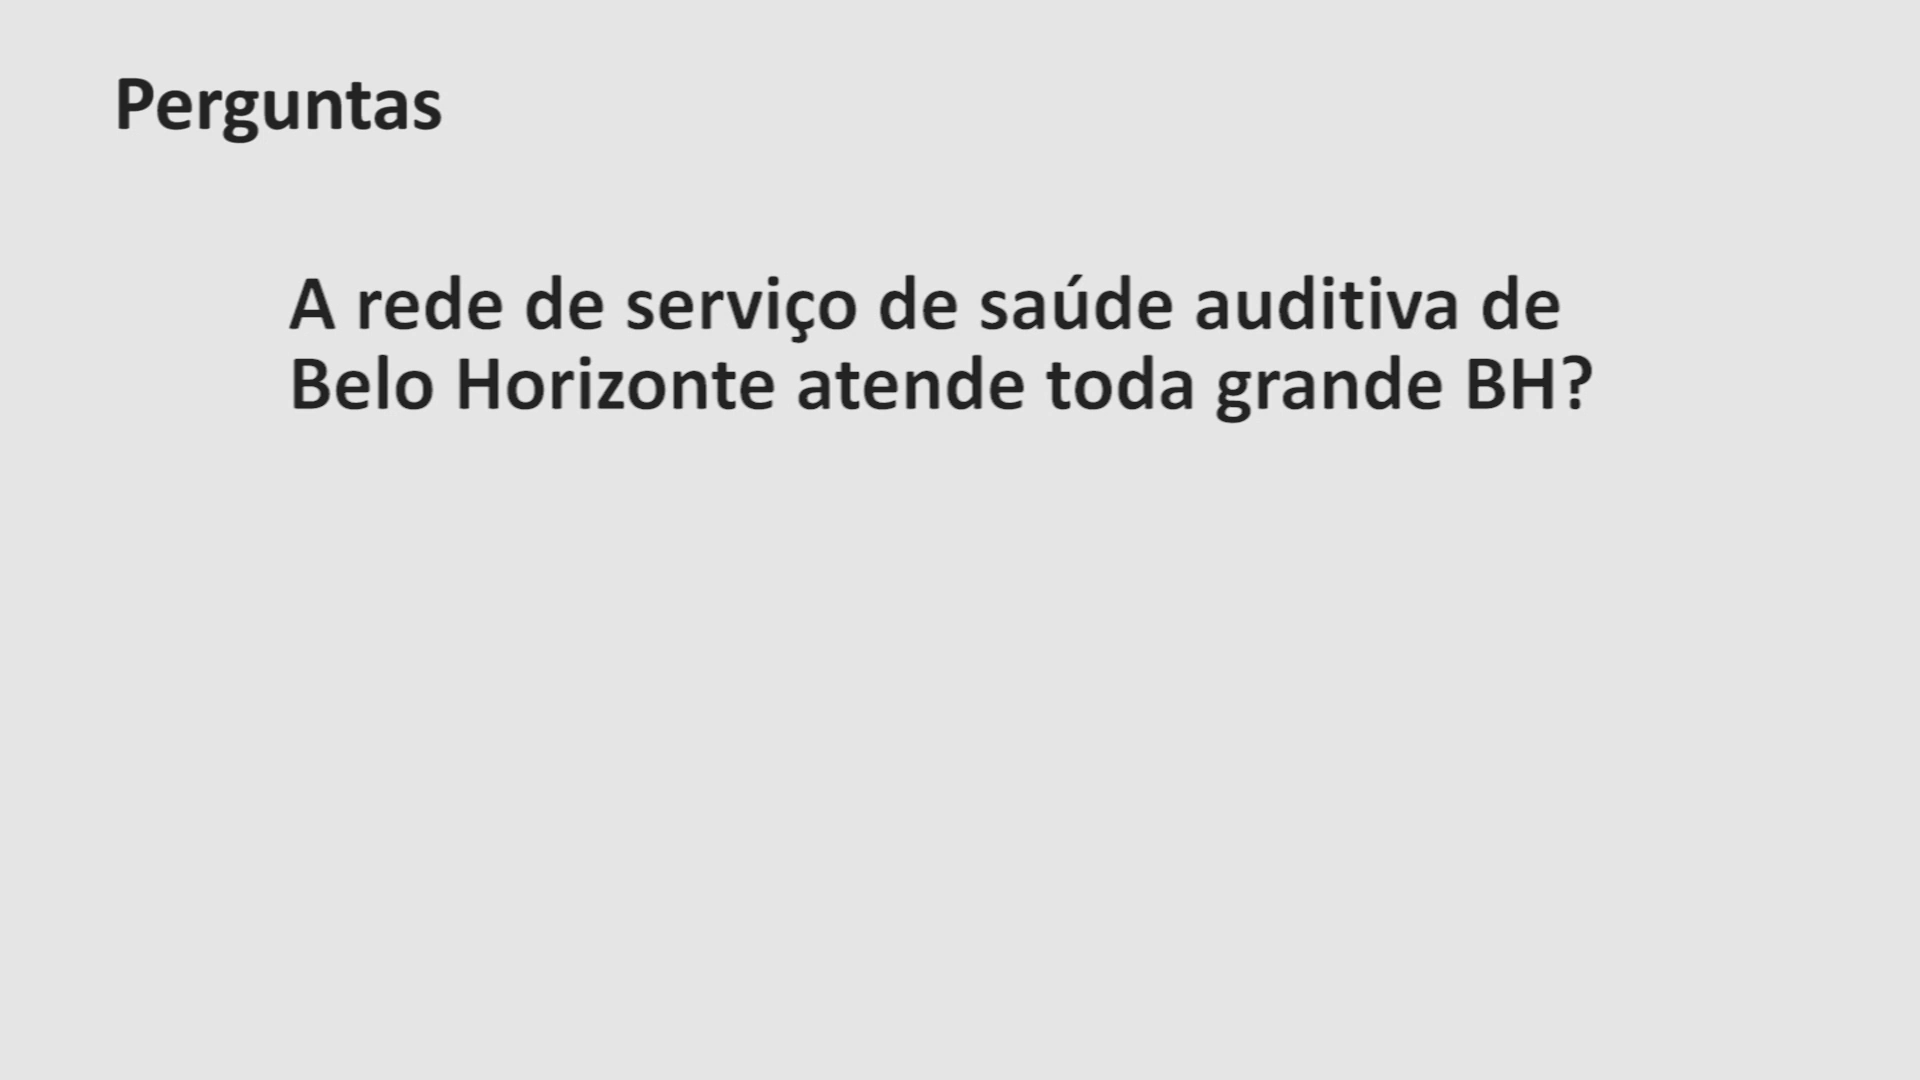 Perguntas
A rede de serviço de saúde auditiva de
Belo Horizonte atende toda grande BH?